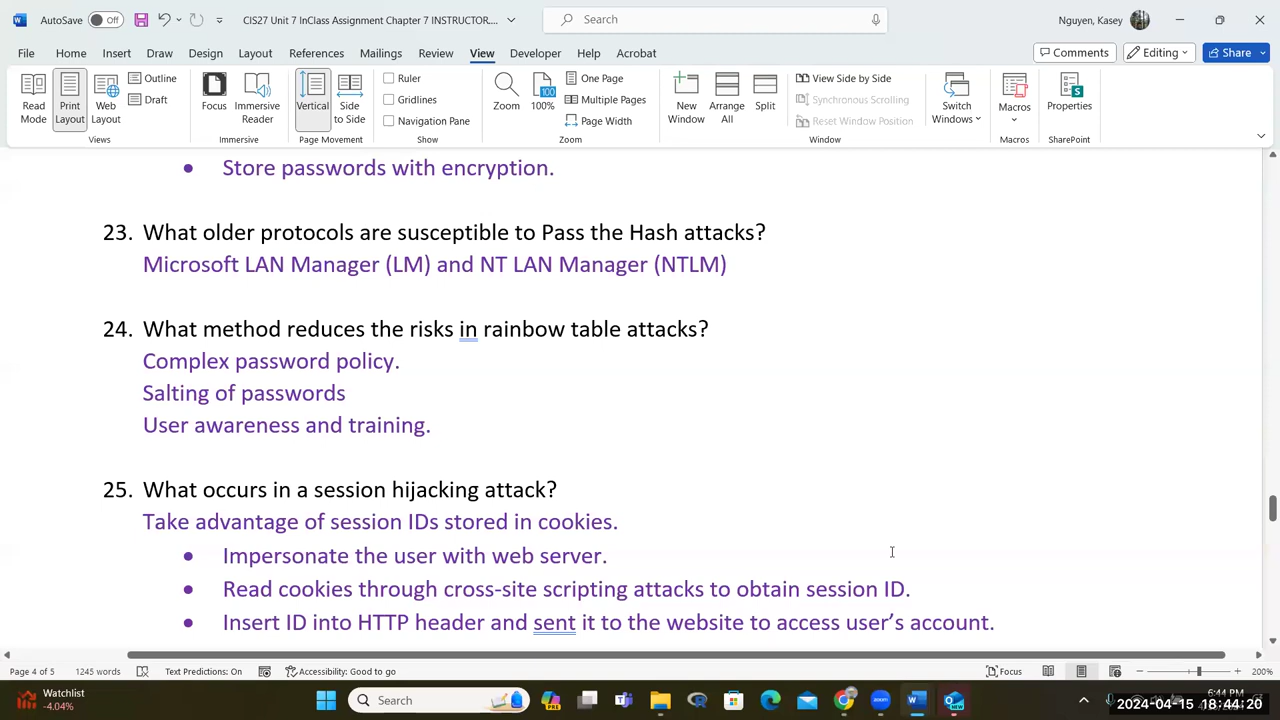 AutoSave Off CIS27 Unit 7 InClass Assignment Chapter 7 INSTRUCTOR.... Search Nguyen, Kasey
File Home Insert Draw Design Layout References Mailings Review View Developer Help Acrobat Comments Editing Share
Read Mode Print Layout Web Layout Outline Draft Focus Immersive Reader Vertical Side to Side Ruler Gridlines Navigation Pane Zoom 100% One Page Multiple Pages Page Width New Window Arrange All Split View Side by Side Synchronous Scrolling Reset Window Position Switch Windows Macros Properties
Views Immersive Page Movement Show Zoom Window Macros SharePoint
• Store passwords with encryption.
23. What older protocols are susceptible to Pass the Hash attacks?
Microsoft LAN Manager (LM) and NT LAN Manager (NTLM)
24. What method reduces the risks in rainbow table attacks?
Complex password policy.
Salting of passwords
User awareness and training.
25. What occurs in a session hijacking attack?
Take advantage of session IDs stored in cookies.
• Impersonate the user with web server.
• Read cookies through cross-site scripting attacks to obtain session ID.
• Insert ID into HTTP header and sent it to the website to access user’s account.
Page 4 of 5 1245 words Text Predictions: On Accessibility: Good to go Focus 200%
Watchlist
-4.04%
Search
PRE
NEW
6:44 PM
2024-04-15 18:44:20